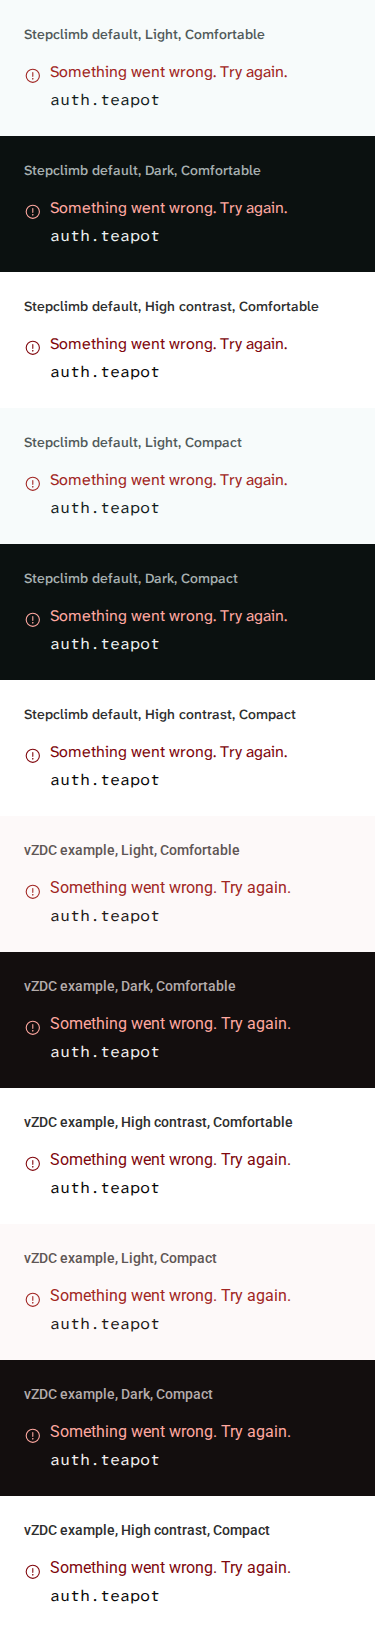 Stepclimb default, Light, Comfortable
Something went wrong. Try again.
auth.teapot
Stepclimb default, Dark, Comfortable
Something went wrong. Try again.
auth.teapot
Stepclimb default, High contrast, Comfortable
Something went wrong. Try again.
auth.teapot
Stepclimb default, Light, Compact
Something went wrong. Try again.
auth.teapot
Stepclimb default, Dark, Compact
Something went wrong. Try again.
auth.teapot
Stepclimb default, High contrast, Compact
Something went wrong. Try again.
auth.teapot
vZDC example, Light, Comfortable
Something went wrong. Try again.
auth.teapot
vZDC example, Dark, Comfortable
Something went wrong. Try again.
auth.teapot
vZDC example, High contrast, Comfortable
Something went wrong. Try again.
auth.teapot
vZDC example, Light, Compact
Something went wrong. Try again.
auth.teapot
vZDC example, Dark, Compact
Something went wrong. Try again.
auth.teapot
vZDC example, High contrast, Compact
Something went wrong. Try again.
auth.teapot